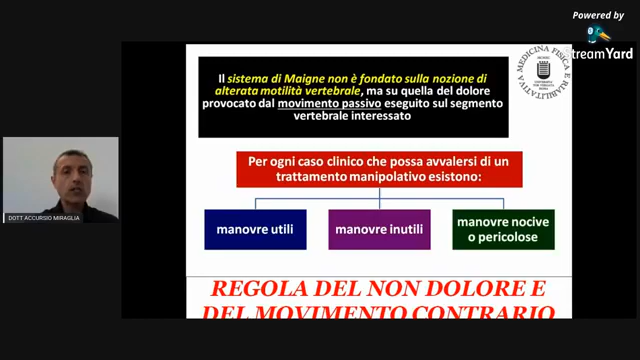 Powered by
StreamYard
Il sistema di Maigne non è fondato sulla nozione di
alterata motilità vertebrale, ma su quella del dolore
provocato dal movimento passivo eseguito sul segmento
vertebrale interessato
MEDICINA FISICA E RIABILITATIVA
Per ogni caso clinico che possa avvalersi di un
trattamento manipolativo esistono:
manovre utili
manovre inutili
manovre nocive
o pericolose
DOTT ACCURSIO MIRAGLIA
REGOLA DEL NON DOLORE E
DEL MOVIMENTO CONTRARIO